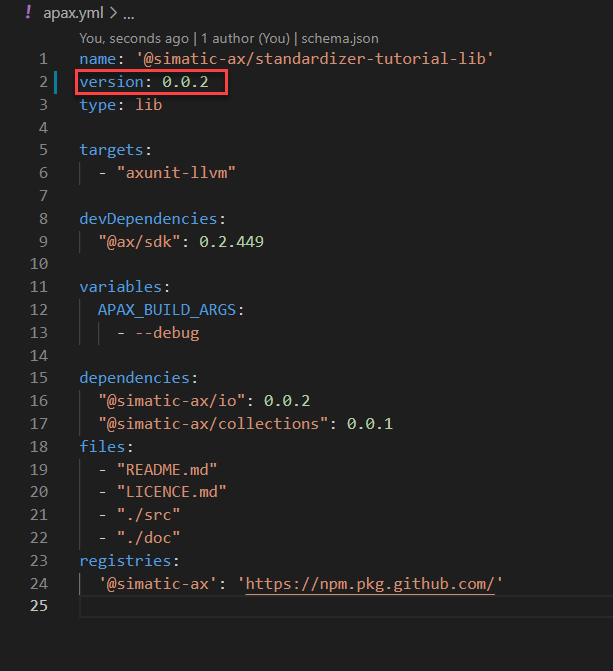 ! apax.yml > ...
You, seconds ago | 1 author (You) | schema.json
1 name: '@simatic-ax/standardizer-tutorial-lib'
2 version: 0.0.2
3 type: lib
4
5 targets:
6 - "axunit-llvm"
7
8 devDependencies:
9 "@ax/sdk": 0.2.449
10
11 variables:
12 APAX_BUILD_ARGS:
13 - --debug
14
15 dependencies:
16 "@simatic-ax/io": 0.0.2
17 "@simatic-ax/collections": 0.0.1
18 files:
19 - "README.md"
20 - "LICENCE.md"
21 - "./src"
22 - "./doc"
23 registries:
24 '@simatic-ax': 'https://npm.pkg.github.com/'
25